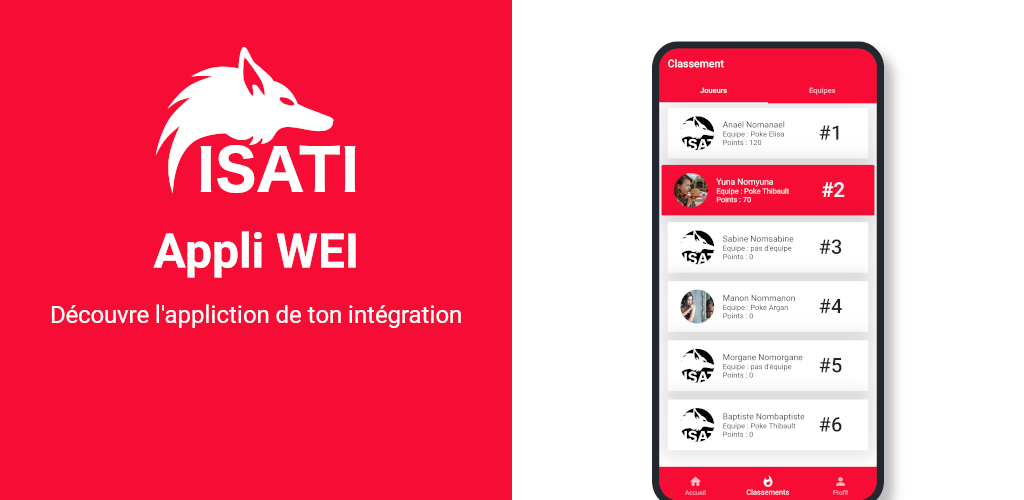 ISATI
Appli WEI
Découvre l'appliction de ton intégration
Classement
Joueurs
Equipes
Anael Nomanael
Equipe : Poke Elisa
Points : 120
#1
Yuna Nomyuna
Equipe : Poke Thibault
Points : 70
#2
Sabine Nomsabine
Equipe : pas d'équipe
Points : 0
#3
Manon Nommanon
Equipe : Poke Argan
Points : 0
#4
Morgane Nomorgane
Equipe : pas d'équipe
Points : 0
#5
Baptiste Nombaptiste
Equipe : Poke Thibault
Points : 0
#6
Accueil
Classements
Profil